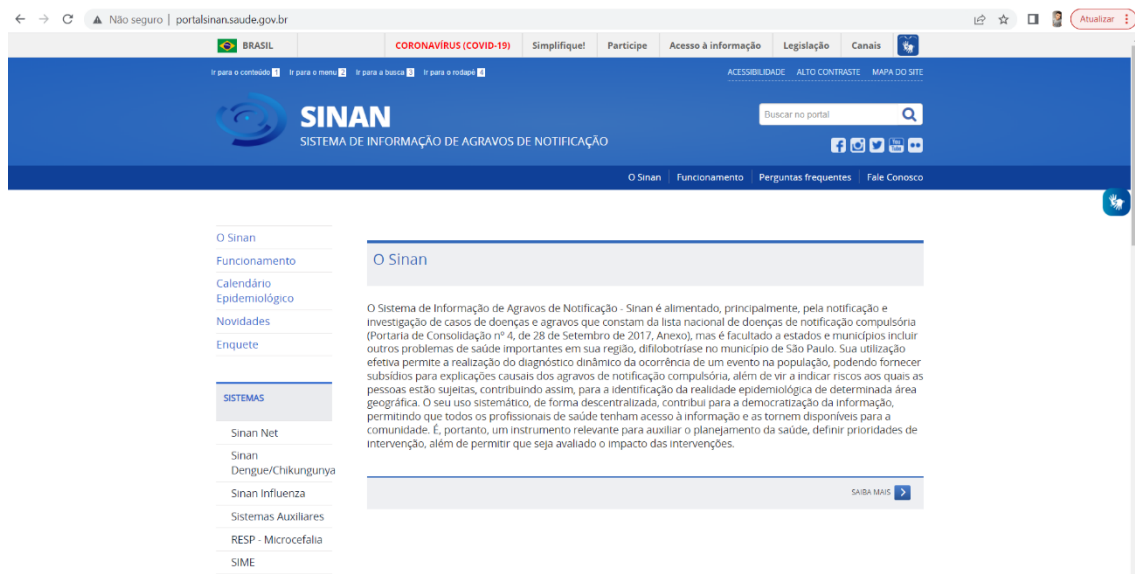 Não seguro | portalsinan.saude.gov.br
Atualizar
BRASIL CORONAVÍRUS (COVID-19) Simplifique! Participe Acesso à informação Legislação Canais
Ir para o conteúdo 1 Ir para o menu 2 Ir para a busca 3 Ir para o rodapé 4 ACESSIBILIDADE ALTO CONTRASTE MAPA DO SITE
SINAN
Buscar no portal
SISTEMA DE INFORMAÇÃO DE AGRAVOS DE NOTIFICAÇÃO
You Tube
O Sinan Funcionamento Perguntas frequentes Fale Conosco
O Sinan
Funcionamento
Calendário
Epidemiológico
Novidades
Enquete
SISTEMAS
Sinan Net
Sinan
Dengue/Chikungunya
Sinan Influenza
Sistemas Auxiliares
RESP - Microcefalia
SIME
O Sinan
O Sistema de Informação de Agravos de Notificação - Sinan é alimentado, principalmente, pela notificação e
investigação de casos de doenças e agravos que constam da lista nacional de doenças de notificação compulsória
(Portaria de Consolidação nº 4, de 28 de Setembro de 2017, Anexo), mas é facultado a estados e municípios incluir
outros problemas de saúde importantes em sua região, difilobotríase no município de São Paulo. Sua utilização
efetiva permite a realização do diagnóstico dinâmico da ocorrência de um evento na população, podendo fornecer
subsídios para explicações causais dos agravos de notificação compulsória, além de vir a indicar riscos aos quais as
pessoas estão sujeitas, contribuindo assim, para a identificação da realidade epidemiológica de determinada área
geográfica. O seu uso sistemático, de forma descentralizada, contribui para a democratização da informação,
permitindo que todos os profissionais de saúde tenham acesso à informação e as tornem disponíveis para a
comunidade. É, portanto, um instrumento relevante para auxiliar o planejamento da saúde, definir prioridades de
intervenção, além de permitir que seja avaliado o impacto das intervenções.
SAIBA MAIS